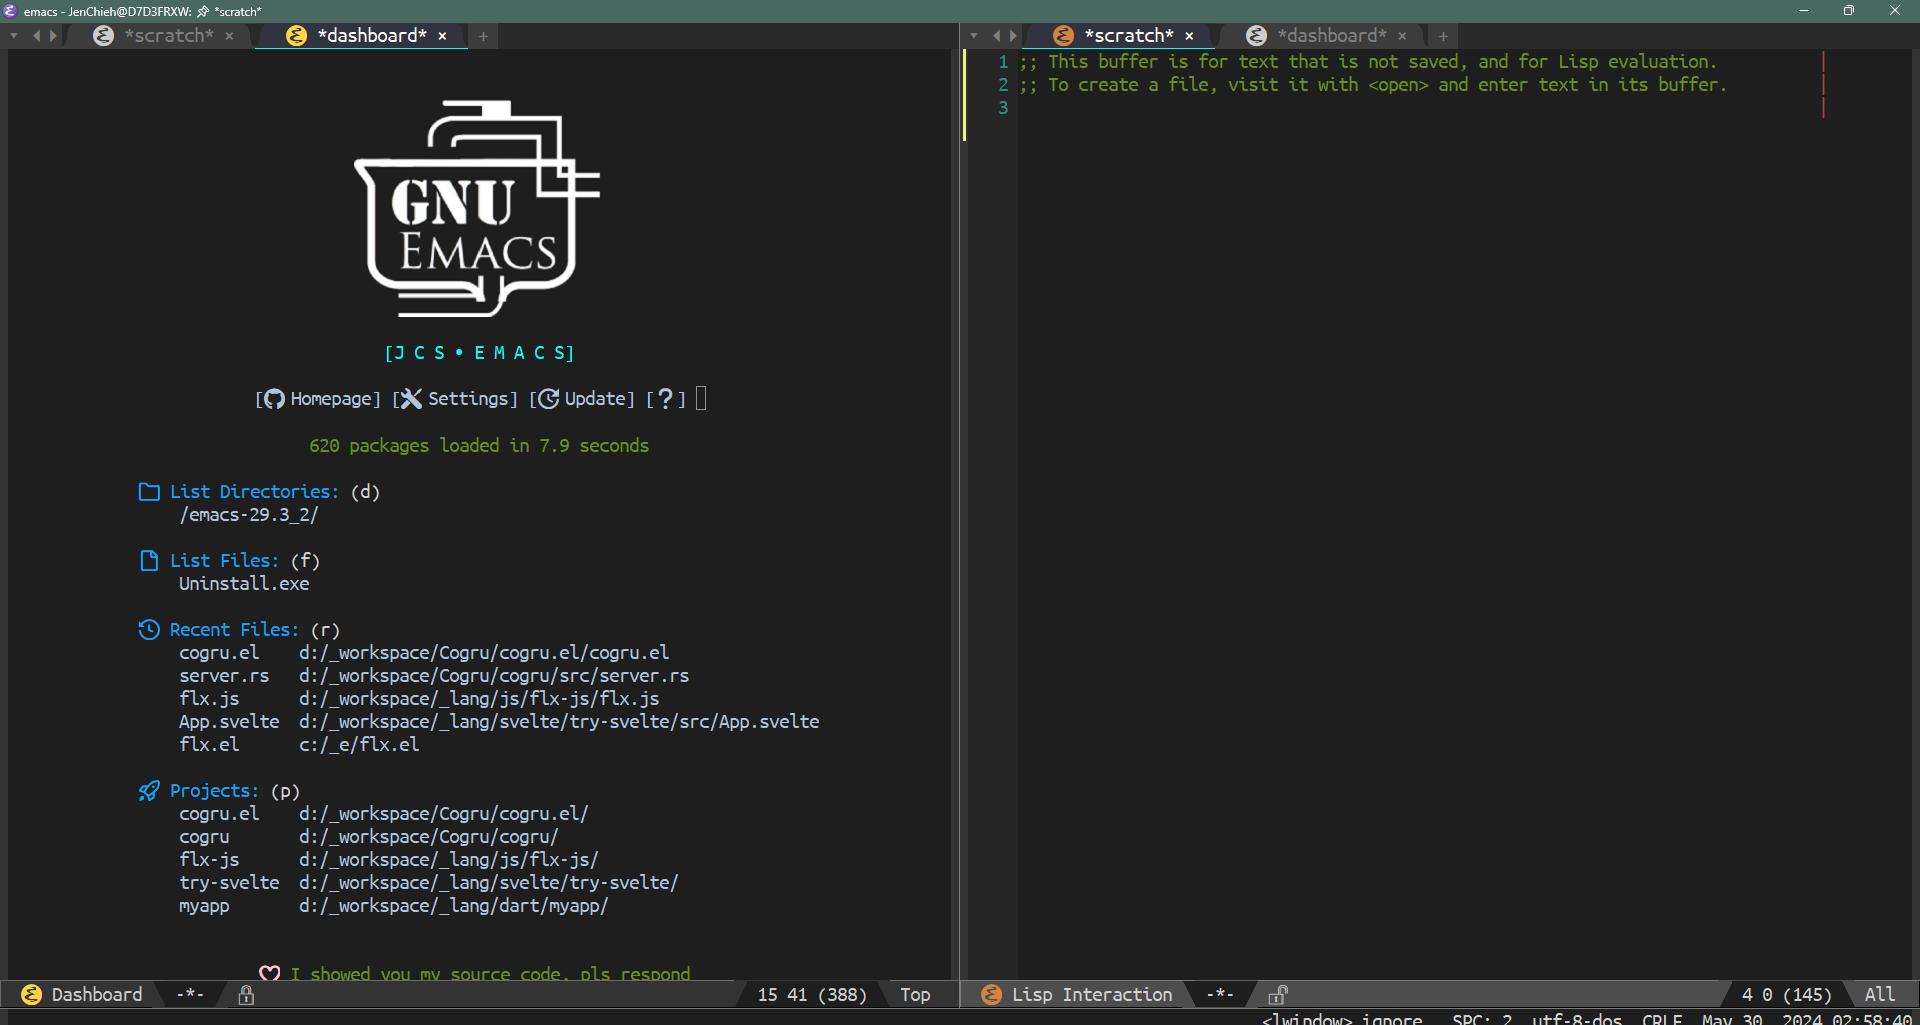 emacs - JenChieh@D7D3FRXW: *scratch*
*scratch* × *dashboard* × +
GNU
EMACS
[J C S • E M A C S]
[Homepage] [Settings] [Update] [?]
620 packages loaded in 7.9 seconds
List Directories: (d)
/emacs-29.3_2/
List Files: (f)
Uninstall.exe
Recent Files: (r)
cogru.el d:/_workspace/Cogru/cogru.el/cogru.el
server.rs d:/_workspace/Cogru/cogru/src/server.rs
flx.js d:/_workspace/_lang/js/flx-js/flx.js
App.svelte d:/_workspace/_lang/svelte/try-svelte/src/App.svelte
flx.el c:/_e/flx.el
Projects: (p)
cogru.el d:/_workspace/Cogru/cogru.el/
cogru d:/_workspace/Cogru/cogru/
flx-js d:/_workspace/_lang/js/flx-js/
try-svelte d:/_workspace/_lang/svelte/try-svelte/
myapp d:/_workspace/_lang/dart/myapp/
I showed you my source code, pls respond
Dashboard -*- 15 41 (388) Top
*scratch* × *dashboard* × +
1 ;; This buffer is for text that is not saved, and for Lisp evaluation.
2 ;; To create a file, visit it with <open> and enter text in its buffer.
3
Lisp Interaction -*- 4 0 (145) All
<lwindow> ignore SPC: 2 utf-8-dos CRLF May 30, 2024 02:58:40